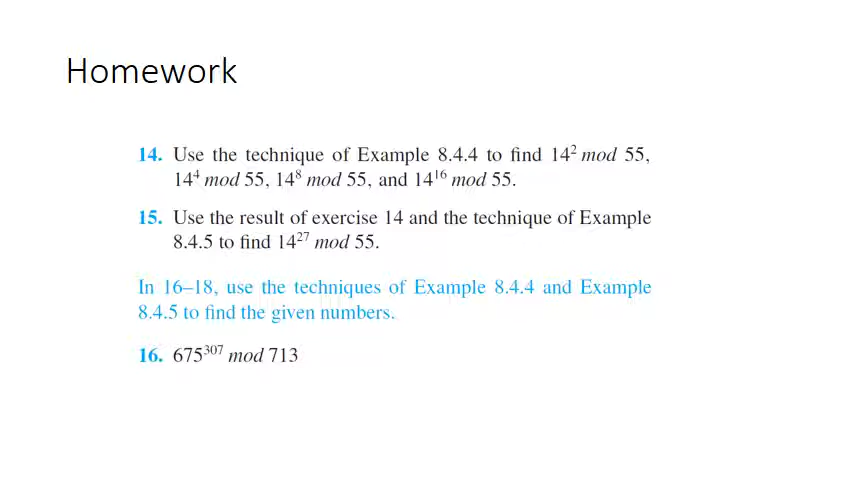 Homework
14. Use the technique of Example 8.4.4 to find 14² mod 55,
14⁴ mod 55, 14⁸ mod 55, and 14¹⁶ mod 55.
15. Use the result of exercise 14 and the technique of Example
8.4.5 to find 14²⁷ mod 55.
In 16–18, use the techniques of Example 8.4.4 and Example
8.4.5 to find the given numbers.
16. 675³⁰⁷ mod 713